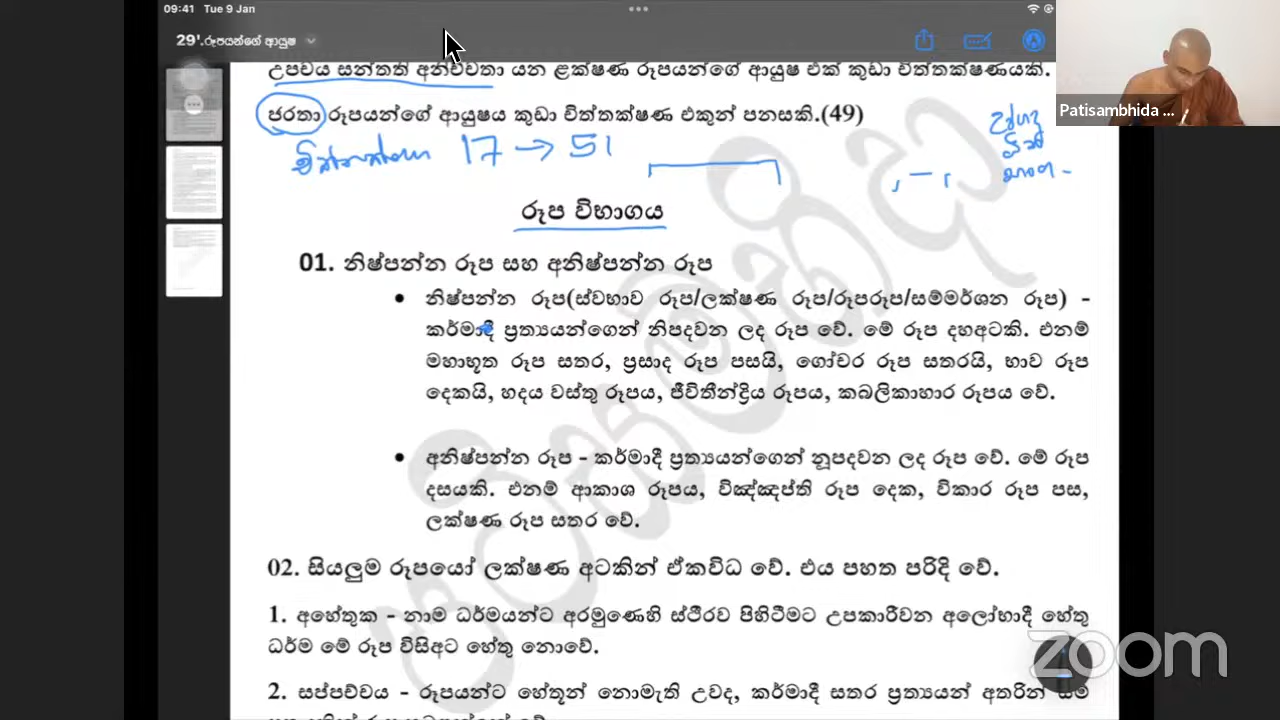 09:41 Tue 9 Jan
29'.රූපයන්ගේ ආයුෂ
Patisambhida ...
උපචය සන්තති අනිච්චතා යන ළක්ෂණ රූපයන්ගේ ආයුෂ එක් කුඩා චිත්තක්ෂණයකි.
ජරතා රූපයන්ගේ ආයුෂය කුඩා චිත්තක්ෂණ එකුන් පනසකි.(49)
17 → 51
රූප විභාගය
01. නිෂ්පන්න රූප සහ අනිෂ්පන්න රූප
• නිෂ්පන්න රූප(ස්වභාව රූප/ලක්ෂණ රූප/රූපරූප/සම්මර්ශන රූප) -
කර්මාදී ප්‍රත්‍යයන්ගෙන් නිපදවන ලද රූප වේ. මේ රූප දහඅටකි. එනම්
මහාභූත රූප සතර, ප්‍රසාද රූප පසයි, ගෝචර රූප සතරයි, භාව රූප
දෙකයි, හදය වස්තු රූපය, ජීවිතීන්ද්‍රිය රූපය, කබලිකාහාර රූපය වේ.
• අනිෂ්පන්න රූප - කර්මාදී ප්‍රත්‍යයන්ගෙන් නූපදවන ලද රූප වේ. මේ රූප
දසයකි. එනම් ආකාශ රූපය, විඤ්ඤප්ති රූප දෙක, විකාර රූප පස,
ලක්ෂණ රූප සතර වේ.
02. සියලුම රූපයෝ ලක්ෂණ අටකින් ඒකවිධ වේ. එය පහත පරිදි වේ.
1. අහේතුක - නාම ධර්මයන්ට අරමුණෙහි ස්ථිරව පිහිටීමට උපකාරීවන අලෝභාදී හේතු
ධර්ම මේ රූප විසිඅට හේතු නොවේ.
2. සප්පච්චය - රූපයන්ට හේතූන් නොමැති උවද, කර්මාදී සතර ප්‍රත්‍යයන් අතරින් සම
zoom